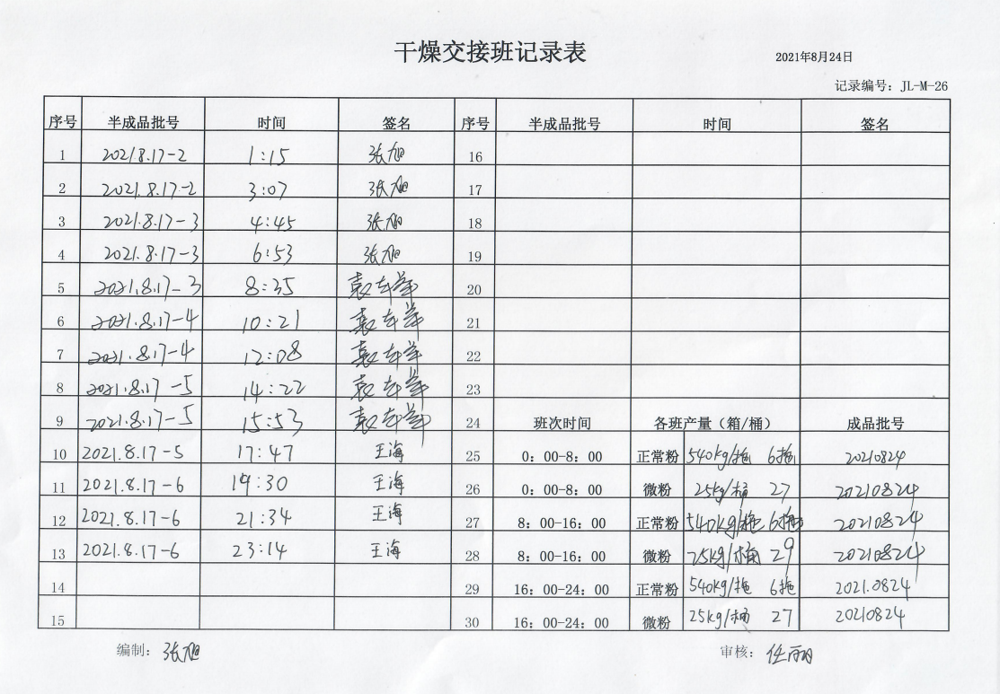 干燥交接班记录表
2021年8月24日
记录编号：JL-M-26
序号 半成品批号 时间 签名 序号 半成品批号 时间 签名
1 2021.8.17-2 1:15 张旭 16
2 2021.8.17-2 3:07 张旭 17
3 2021.8.17-3 4:45 张旭 18
4 2021.8.17-3 6:53 张旭 19
5 2021.8.17-3 8:35 袁 20
6 2021.8.17-4 10:21 袁 21
7 2021.8.17-4 12:08 袁 22
8 2021.8.17-5 14:22 袁 23
9 2021.8.17-5 15:53 袁 24 班次时间 各班产量（箱/桶） 成品批号
10 2021.8.17-5 17:47 王海 25 0：00-8：00 正常粉 540kg/拖 6拖 20210824
11 2021.8.17-6 19:30 王海 26 0：00-8：00 微粉 25kg/桶 27 20210824
12 2021.8.17-6 21:34 王海 27 8：00-16：00 正常粉 540kg/拖 6拖 20210824
13 2021.8.17-6 23:14 王海 28 8：00-16：00 微粉 25kg/桶 29 20210824
14 29 16：00-24：00 正常粉 540kg/拖 6拖 2021.0824
15 30 16：00-24：00 微粉 25kg/桶 27 20210824
编制：张旭 审核：任丽